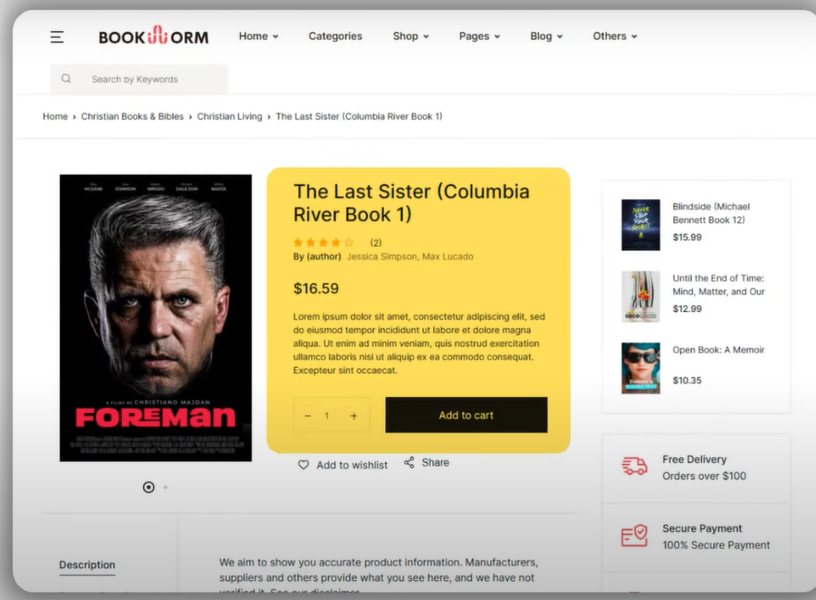 BOOKWORM
Home
Categories
Shop
Pages
Blog
Others
Search by Keywords
Home > Christian Books & Bibles > Christian Living > The Last Sister (Columbia River Book 1)
CHRISTIANO MAJDAN
FOREMAN
The Last Sister (Columbia
River Book 1)
(2)
By (author) Jessica Simpson, Max Lucado
$16.59
Lorem ipsum dolor sit amet, consectetur adipiscing elit, sed
do eiusmod tempor incididunt ut labore et dolore magna
aliqua. Ut enim ad minim veniam, quis nostrud exercitation
ullamco laboris nisi ut aliquip ex ea commodo consequat.
Excepteur sint occaecat.
− 1 +
Add to cart
Add to wishlist
Share
Blindside (Michael
Bennett Book 12)
$15.99
Until the End of Time:
Mind, Matter, and Our
$12.99
Open Book: A Memoir
$10.35
Free Delivery
Orders over $100
Secure Payment
100% Secure Payment
Description
We aim to show you accurate product information. Manufacturers,
suppliers and others provide what you see here, and we have not
verified it. See our disclaimer